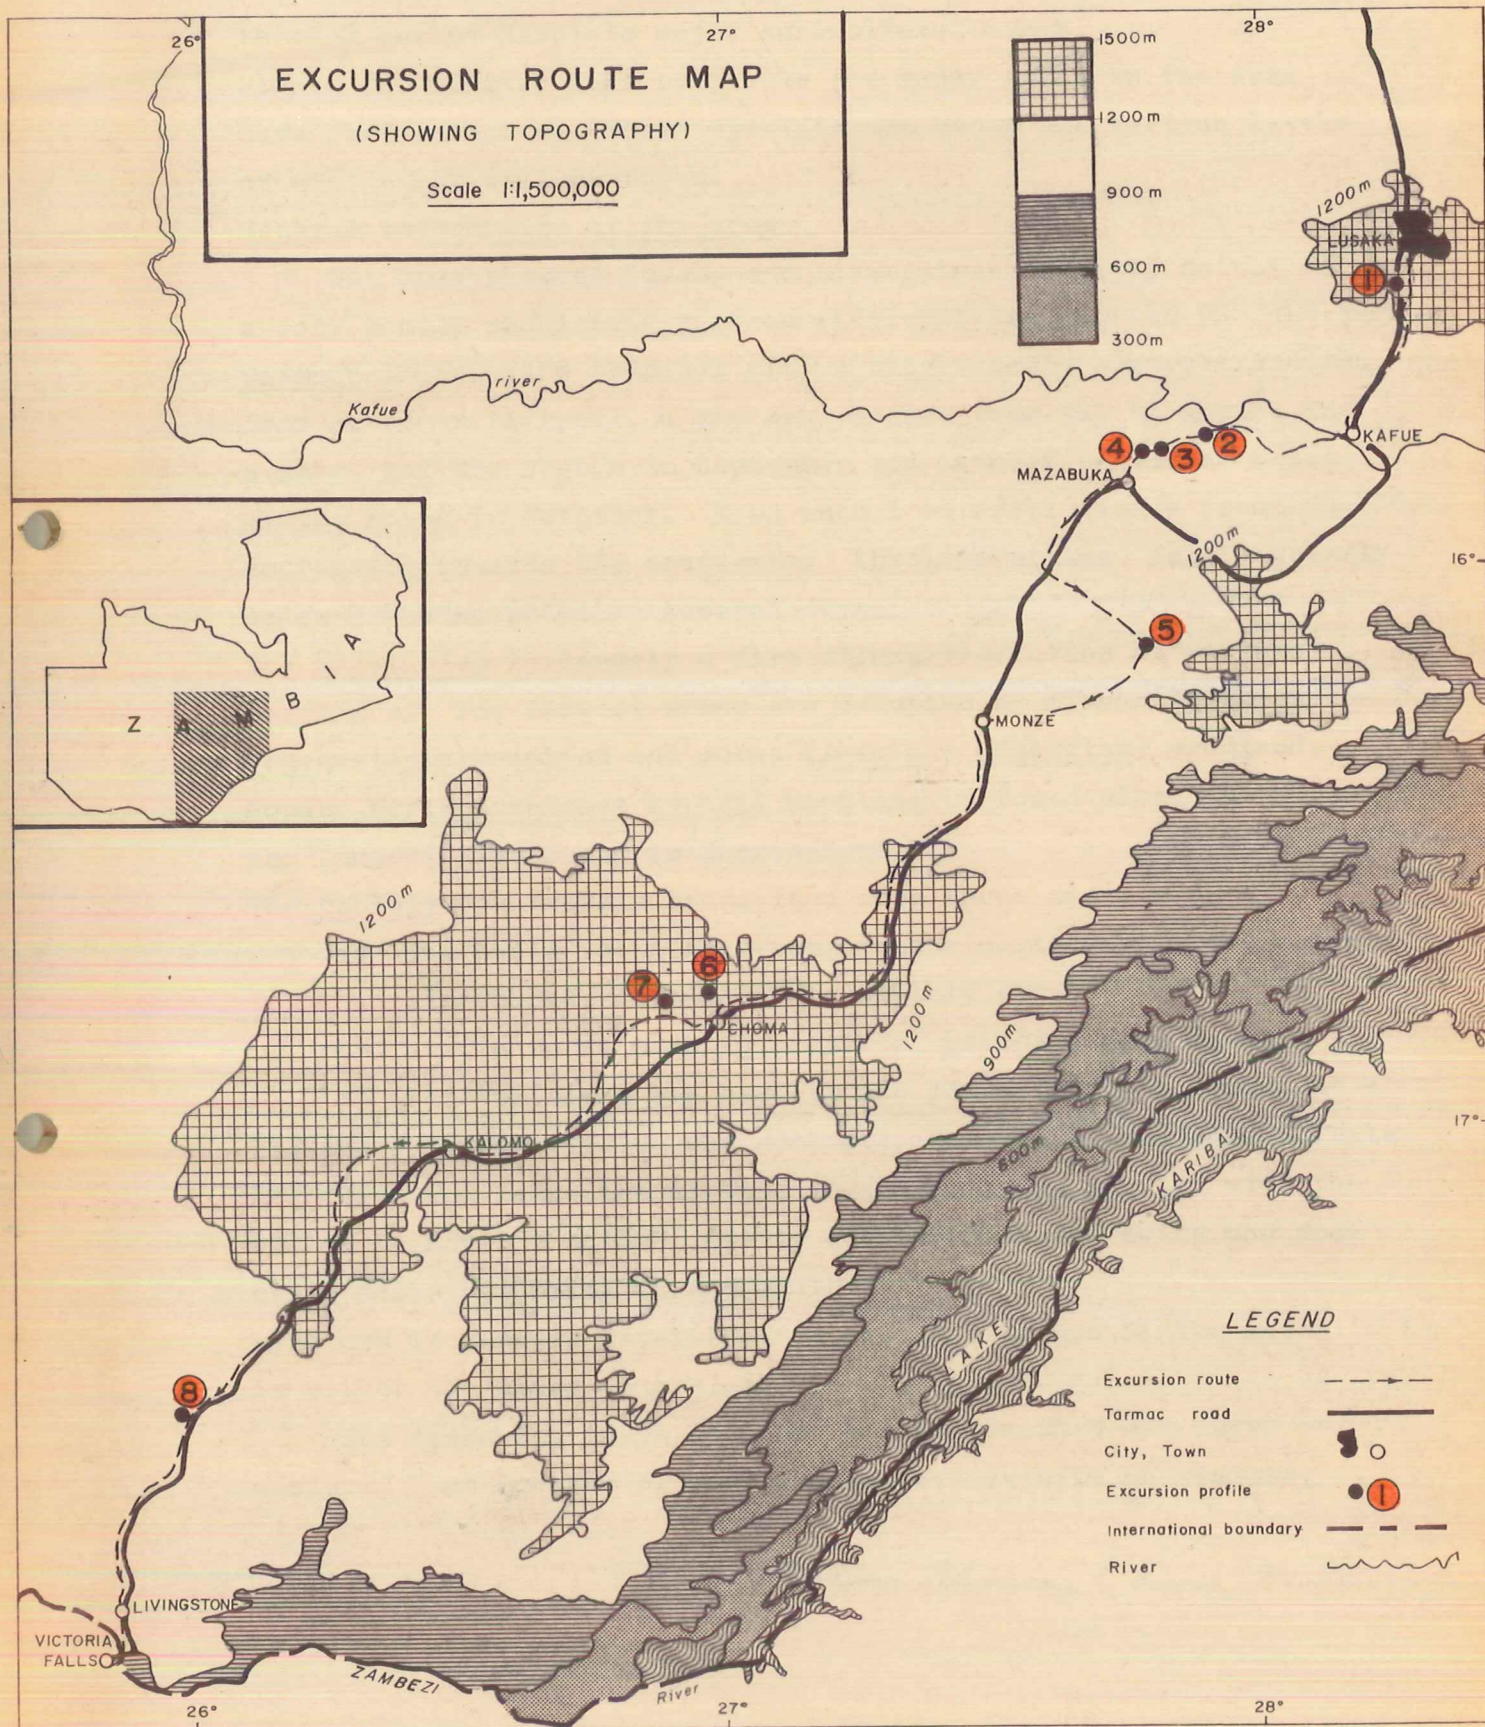 26°
27°
28°
EXCURSION ROUTE MAP
(SHOWING TOPOGRAPHY)
Scale 1:1,500,000
1500m
1200m
900m
600m
300m
1200m
LUSAKA
1
river
Kafue
KAFUE
4
3
2
MAZABUKA
1200m
16°
5
MONZE
Z A M B I A
1200m
6
7
CHOMA
1200m
900m
17°
KALOMO
600m
LAKE KARIBA
8
LEGEND
Excursion route
Tarmac road
City, Town
Excursion profile 1
International boundary
River
LIVINGSTONE
VICTORIA
FALLS
ZAMBEZI
River
26°
27°
28°